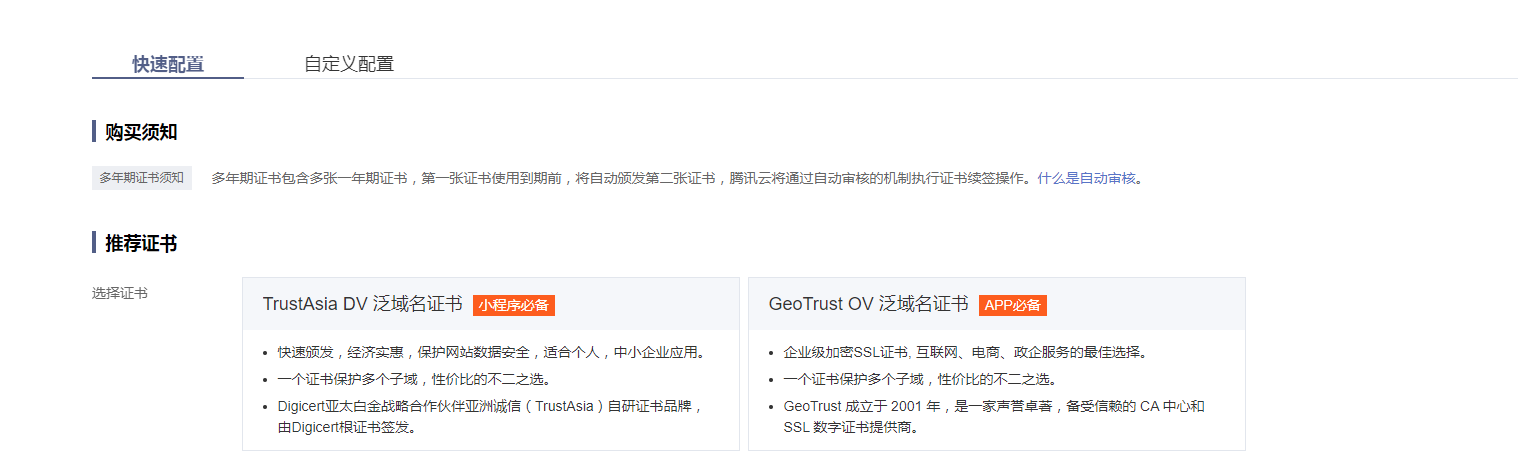 快速配置 自定义配置
购买须知
多年期证书须知 多年期证书包含多张一年期证书，第一张证书使用到期前，将自动颁发第二张证书，腾讯云将通过自动审核的机制执行证书续签操作。什么是自动审核。
推荐证书
选择证书
TrustAsia DV 泛域名证书 小程序必备
快速颁发，经济实惠，保护网站数据安全，适合个人，中小企业应用。
一个证书保护多个子域，性价比的不二之选。
Digicert亚太白金战略合作伙伴亚洲诚信（TrustAsia）自研证书品牌，
由Digicert根证书签发。
GeoTrust OV 泛域名证书 APP必备
企业级加密SSL证书, 互联网、电商、政企服务的最佳选择。
一个证书保护多个子域，性价比的不二之选。
GeoTrust 成立于 2001 年，是一家声誉卓著，备受信赖的 CA 中心和
SSL 数字证书提供商。